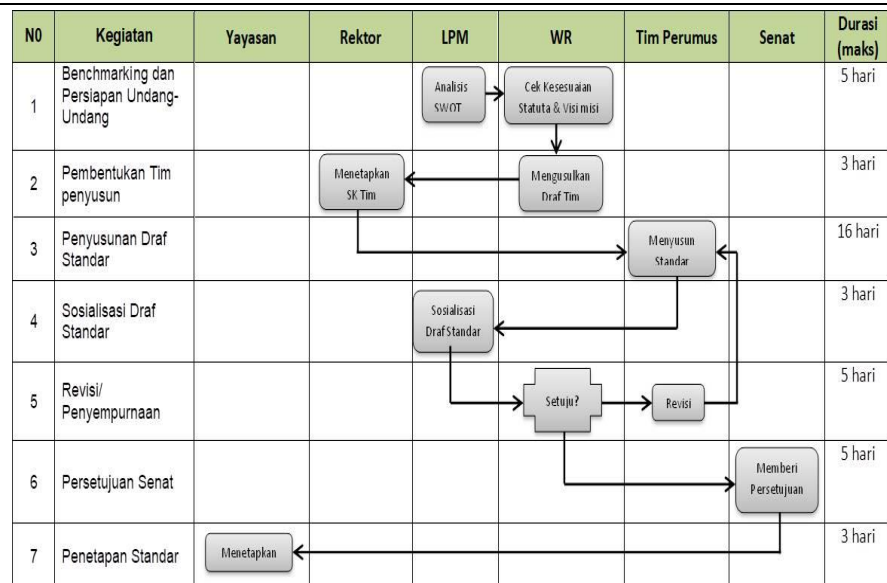 N0 Kegiatan Yayasan Rektor LPM WR Tim Perumus Senat Durasi
(maks)
1 Benchmarking dan
Persiapan Undang-
Undang
Analisis
SWOT
Cek Kesesuaian
Statuta & Visi misi
5 hari
2 Pembentukan Tim
penyusun
Menetapkan
SK Tim
Mengusulkan
Draf Tim
3 hari
3 Penyusunan Draf
Standar
Menyusun
Standar
16 hari
4 Sosialisasi Draf
Standar
Sosialisasi
Draf Standar
3 hari
5 Revisi/
Penyempurnaan
Setuju?
Revisi
5 hari
6 Persetujuan Senat
Memberi
Persetujuan
5 hari
7 Penetapan Standar
Menetapkan
3 hari